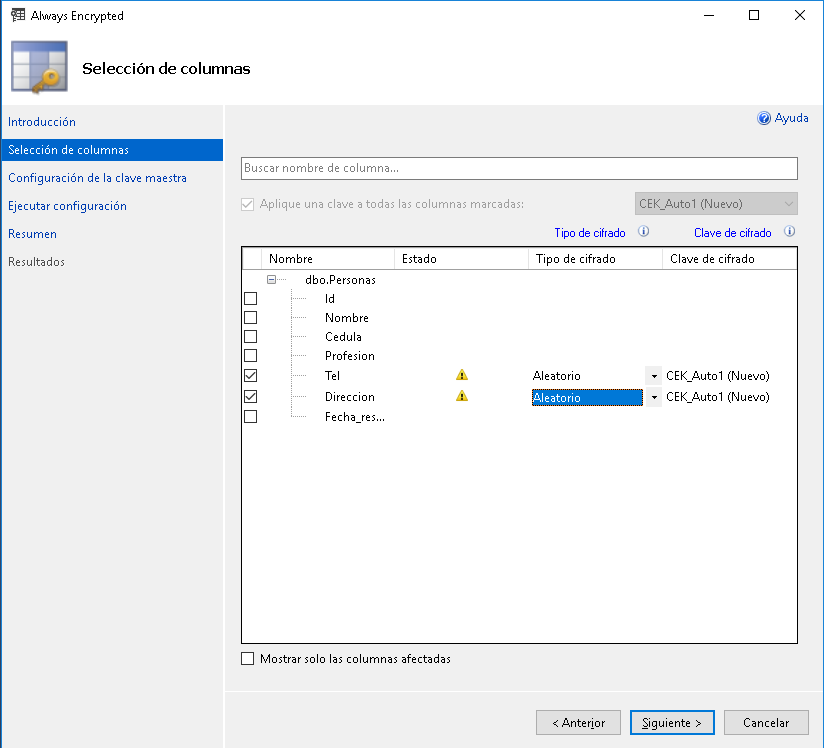 Always Encrypted
Selección de columnas
Introducción
Selección de columnas
Configuración de la clave maestra
Ejecutar configuración
Resumen
Resultados
Ayuda
Buscar nombre de columna...
Aplique una clave a todas las columnas marcadas: CEK_Auto1 (Nuevo)
Tipo de cifrado Clave de cifrado
Nombre Estado Tipo de cifrado Clave de cifrado
dbo.Personas
Id
Nombre
Cedula
Profesion
Tel Aleatorio CEK_Auto1 (Nuevo)
Direccion Aleatorio CEK_Auto1 (Nuevo)
Fecha_res...
Mostrar solo las columnas afectadas
< Anterior Siguiente > Cancelar